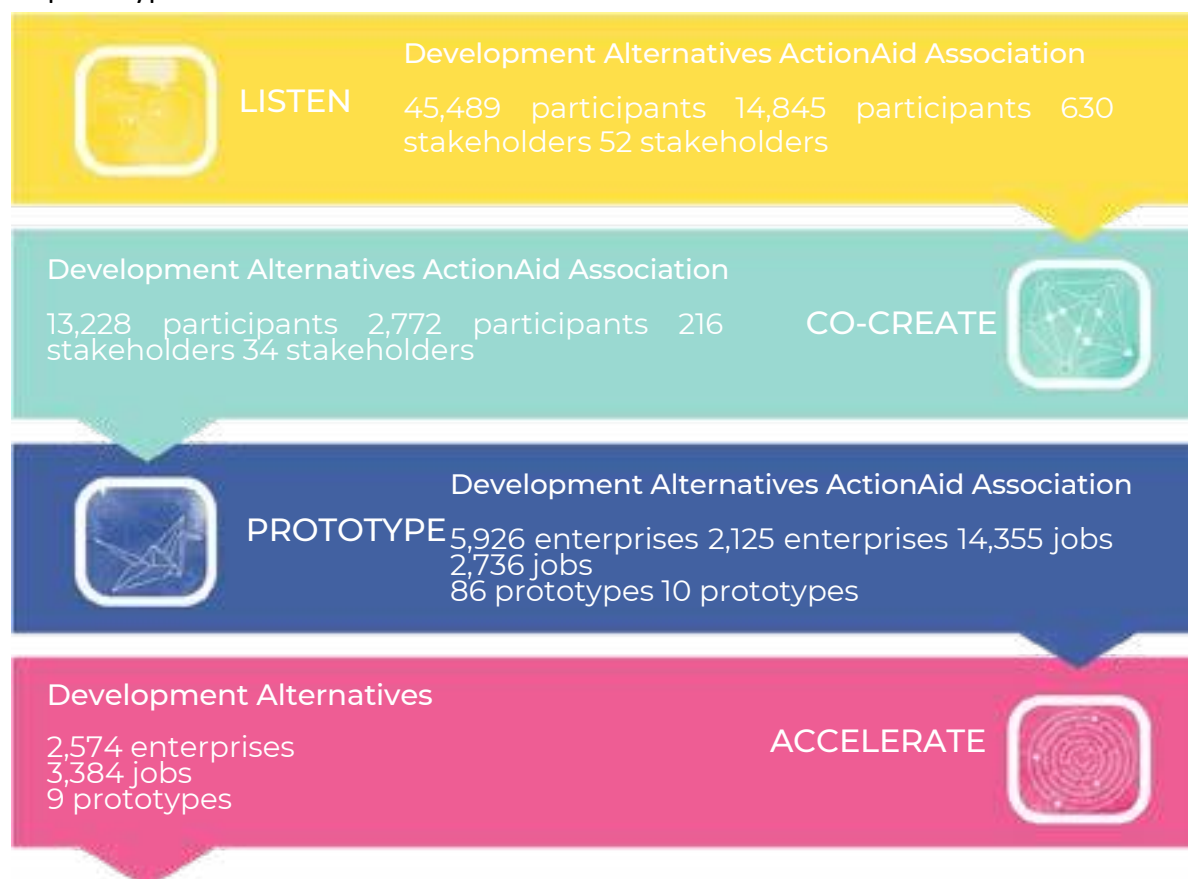 Development Alternatives ActionAid Association
LISTEN
45,489 participants 14,845 participants 630
stakeholders 52 stakeholders
Development Alternatives ActionAid Association
13,228 participants 2,772 participants 216
stakeholders 34 stakeholders
CO-CREATE
Development Alternatives ActionAid Association
PROTOTYPE
5,926 enterprises 2,125 enterprises 14,355 jobs
2,736 jobs
86 prototypes 10 prototypes
Development Alternatives
2,574 enterprises
3,384 jobs
9 prototypes
ACCELERATE